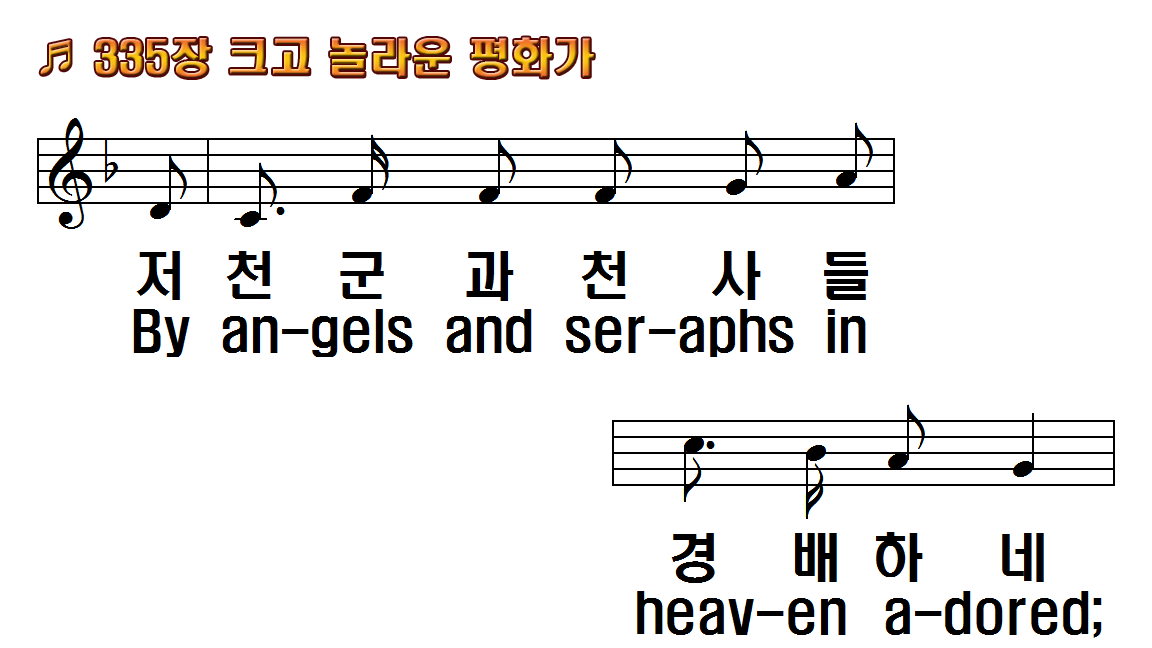 335장 크고 놀라운 평화가
저 천 군 과 천 사 들
By an-gels and ser-aphs in
경 배 하 네
heav-en a-dored;